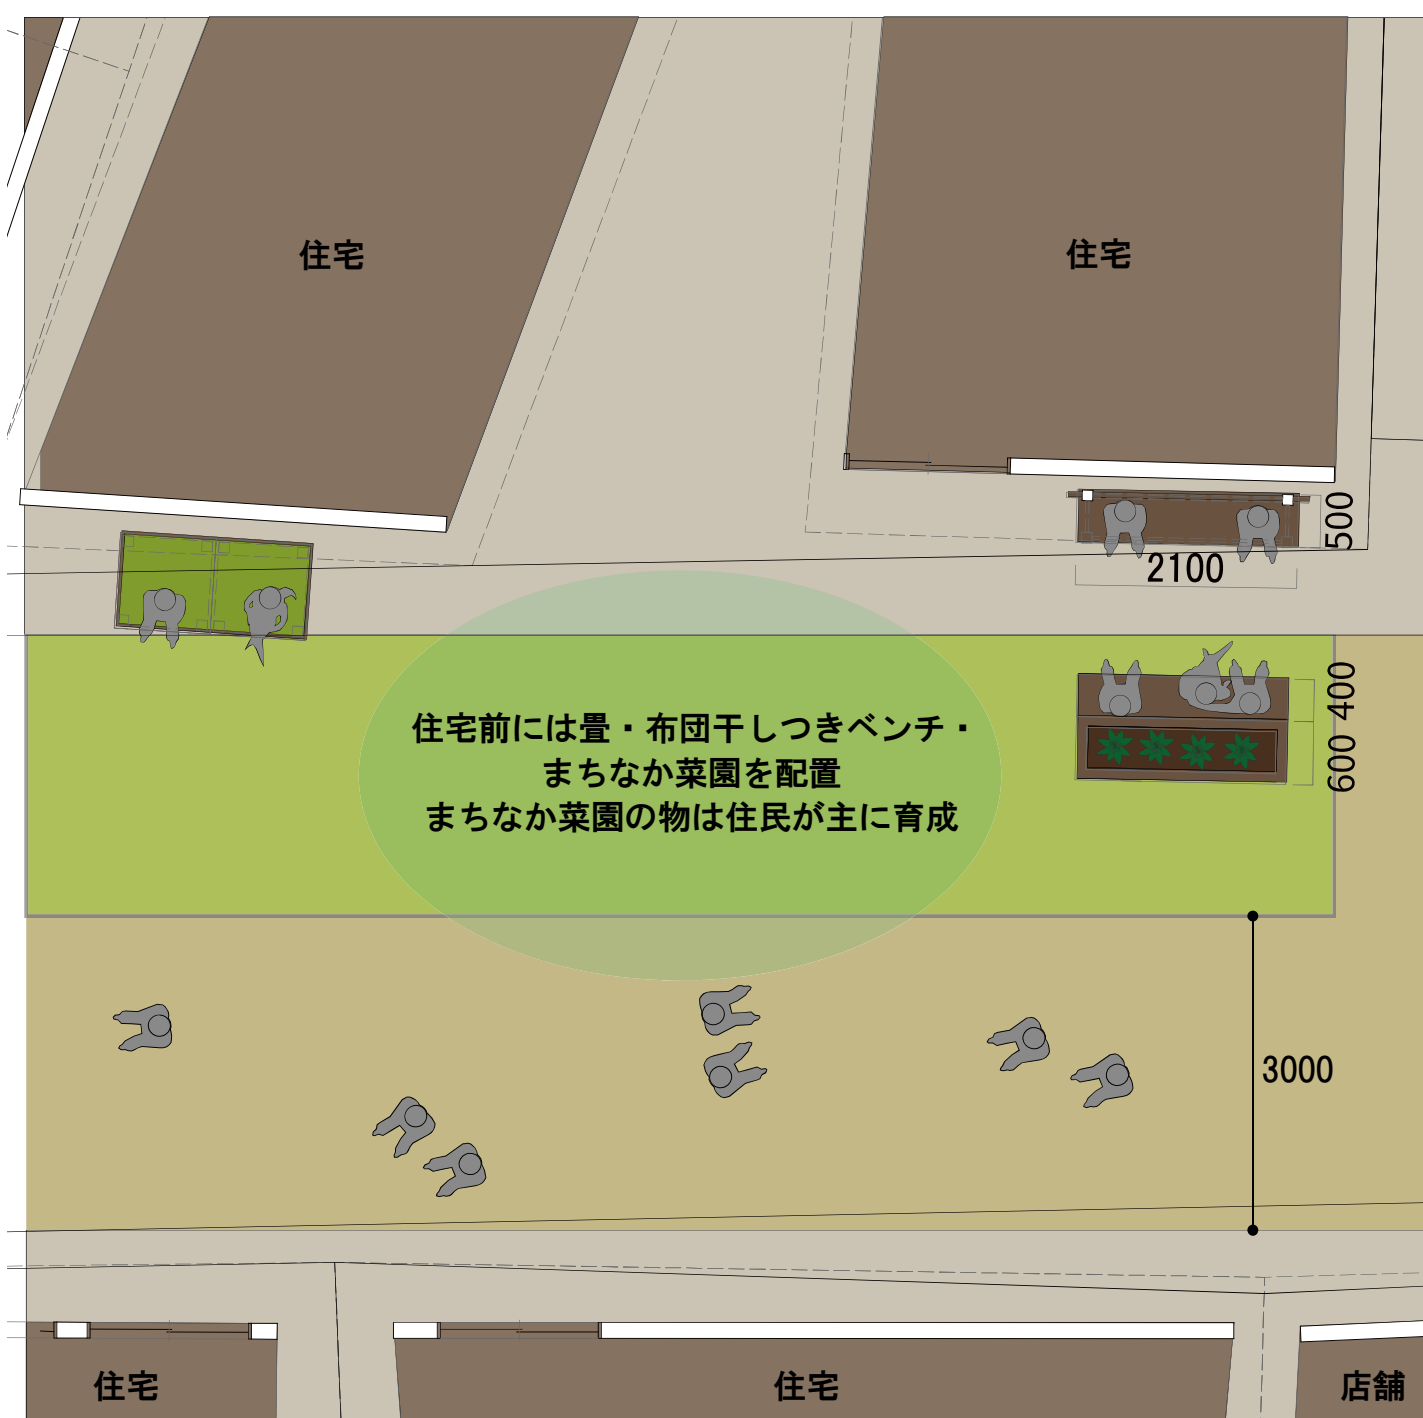 住宅
住宅
500
2100
400
600
住宅前には畳・布団干しつきベンチ・
まちなか菜園を配置
まちなか菜園の物は住民が主に育成
3000
住宅
住宅
店舗